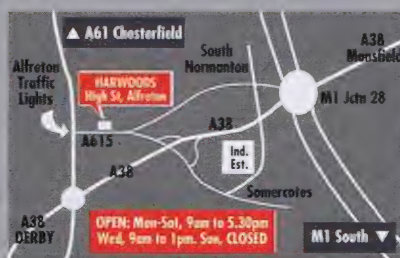 ▲ A61 Chesterfield
A38
Mansfield
South
Normanton
Alfreton
Traffic
Lights
HARWOODS
High St, Alfreton
M1 Jctn 28
A38
A615
Ind.
Est.
A38
Somercotes
A38
DERBY
OPEN: Mon-Sat, 9am to 5.30pm
Wed, 9am to 1pm. Sun, CLOSED
M1 South ▼